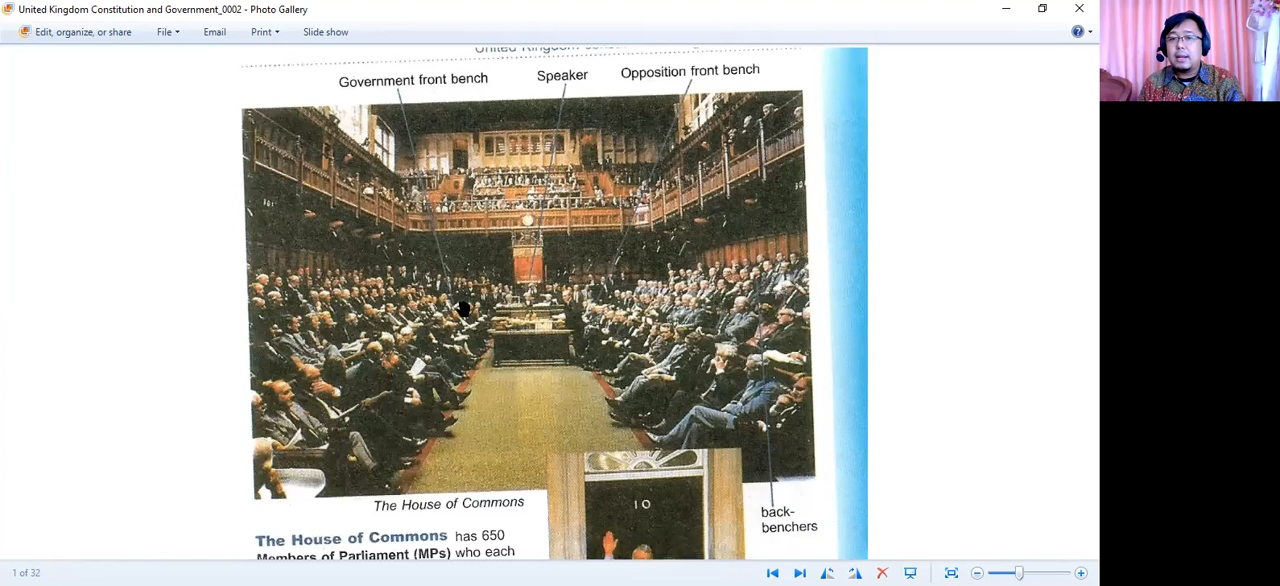 United Kingdom Constitution and Government_0002 - Photo Gallery
Edit, organize, or share
File
Email
Print
Slide show
United Kingdom
Government front bench
Speaker
Opposition front bench
The House of Commons
10
back-
benchers
The House of Commons has 650
Members of Parliament (MPs) who each
1 of 32